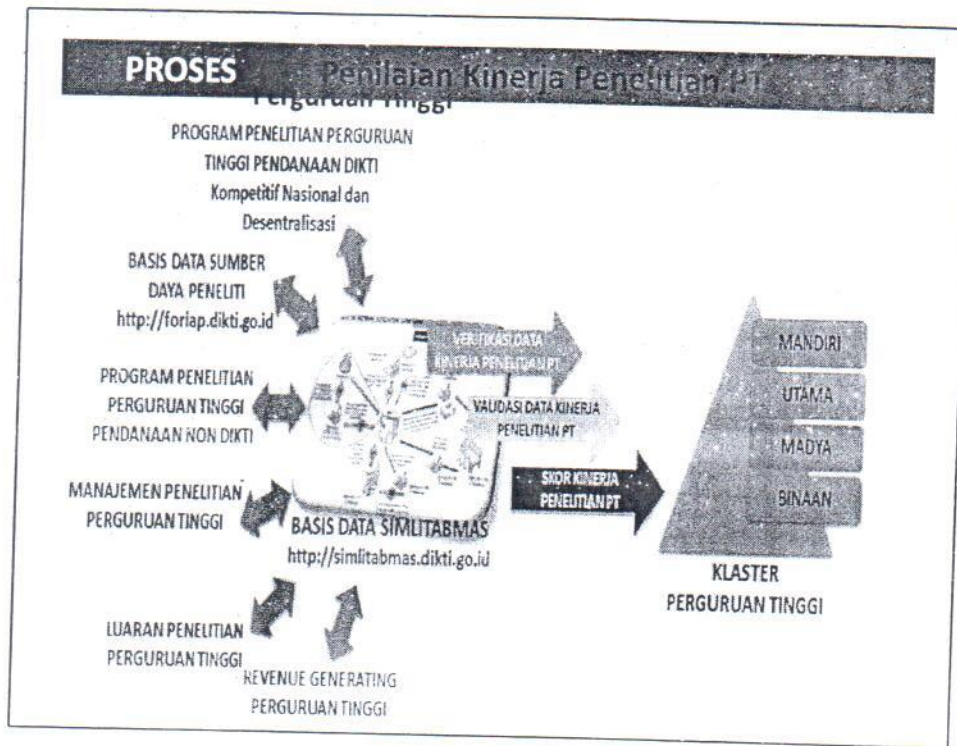 PROSES Penilaian Kinerja Penelitian PT
Perguruan Tinggi
PROGRAM PENELITIAN PERGURUAN
TINGGI PENDANAAN DIKTI
Kompetitif Nasional dan
Desentralisasi
BASIS DATA SUMBER
DAYA PENELITI
http://forlap.dikti.go.id
PROGRAM PENELITIAN
PERGURUAN TINGGI
PENDANAAN NON DIKTI
MANAJEMEN PENELITIAN
PERGURUAN TINGGI
LUARAN PENELITIAN
PERGURUAN TINGGI
REVENUE GENERATING
PERGURUAN TINGGI
BASIS DATA SIMLITABMAS
http://simlitabmas.dikti.go.id
VERIFIKASI DATA
KINERJA PENELITIAN PT
VALIDASI DATA KINERJA
PENELITIAN PT
SKOR KINERJA
PENELITIAN PT
MANDIRI
UTAMA
MADYA
BINAAN
KLASTER
PERGURUAN TINGGI